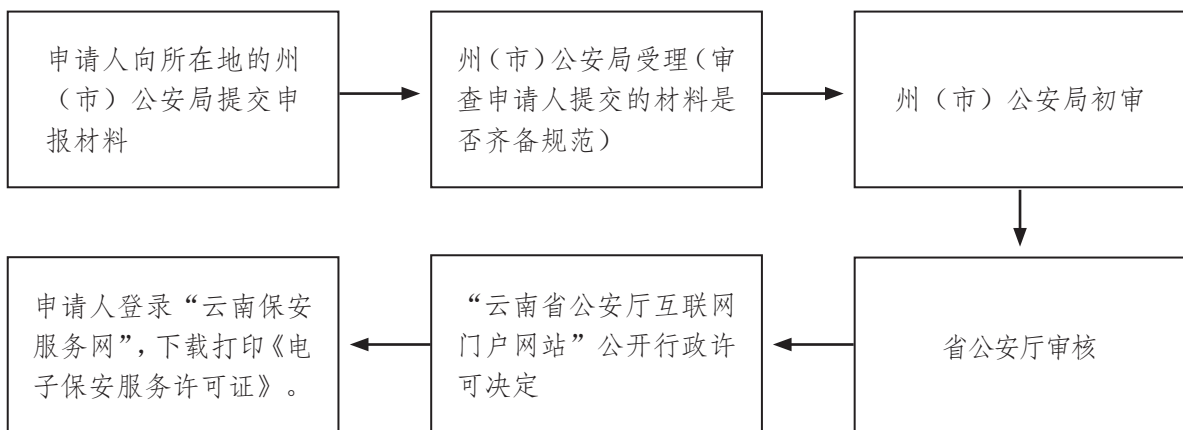 申请人向所在地的州
（市）公安局提交申
报材料
州（市）公安局受理（审
查申请人提交的材料是
否齐备规范）
州（市）公安局初审
省公安厅审核
“云南省公安厅互联网
门户网站”公开行政许
可决定
申请人登录“云南保安
服务网”，下载打印《电
子保安服务许可证》。